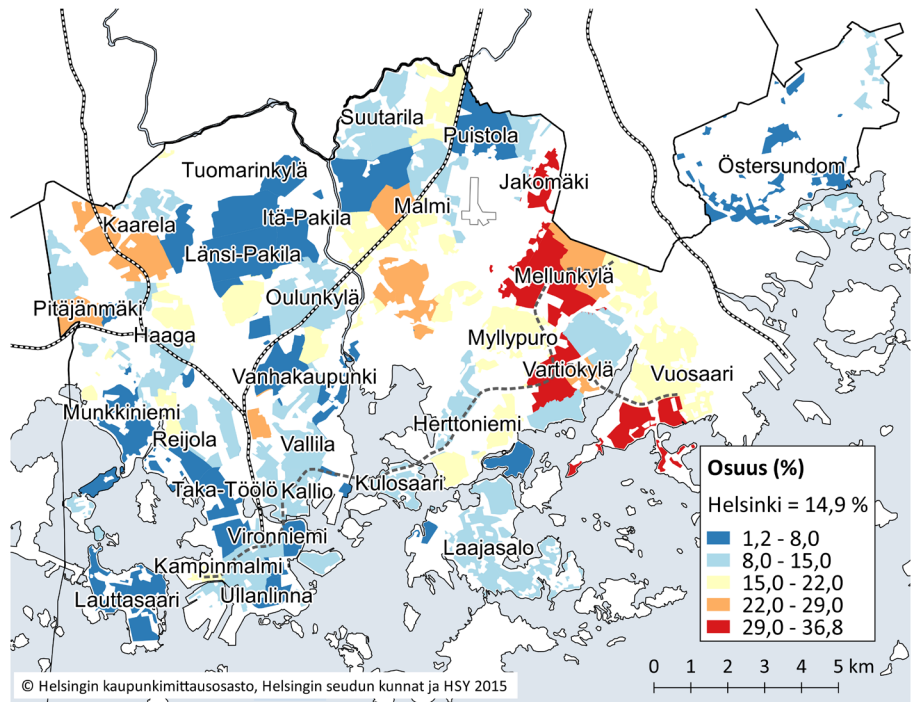 Suutarila
Puistola
Tuomarinkylä
Östersundom
Jakomäki
Malmi
Itä-Pakila
Kaarela
Länsi-Pakila
Mellunkylä
Oulunkylä
Pitäjänmäki
Haaga
Myllypuro
Vartiokylä
Vuosaari
Vanhakaupunki
Munkkiniemi
Herttoniemi
Reijola
Vallila
Osuus (%)
Kulosaari
Taka-Töölö
Kallio
Helsinki = 14,9 %
Vironniemi
1,2 - 8,0
Laajasalo
8,0 - 15,0
Kampinmalmi
15,0 - 22,0
Lauttasaari
Ullanlinna
22,0 - 29,0
29,0 - 36,8
0 1 2 3 4 5 km
© Helsingin kaupunkimittausosasto, Helsingin seudun kunnat ja HSY 2015